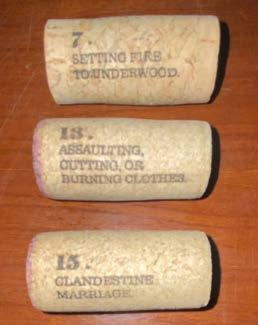 7.
SETTING FIRE
TO UNDERWOOD.
13.
ASSAULTING,
CUTTING, OR
BURNING CLOTHES.
15.
CLANDESTINE
MARRIAGE.